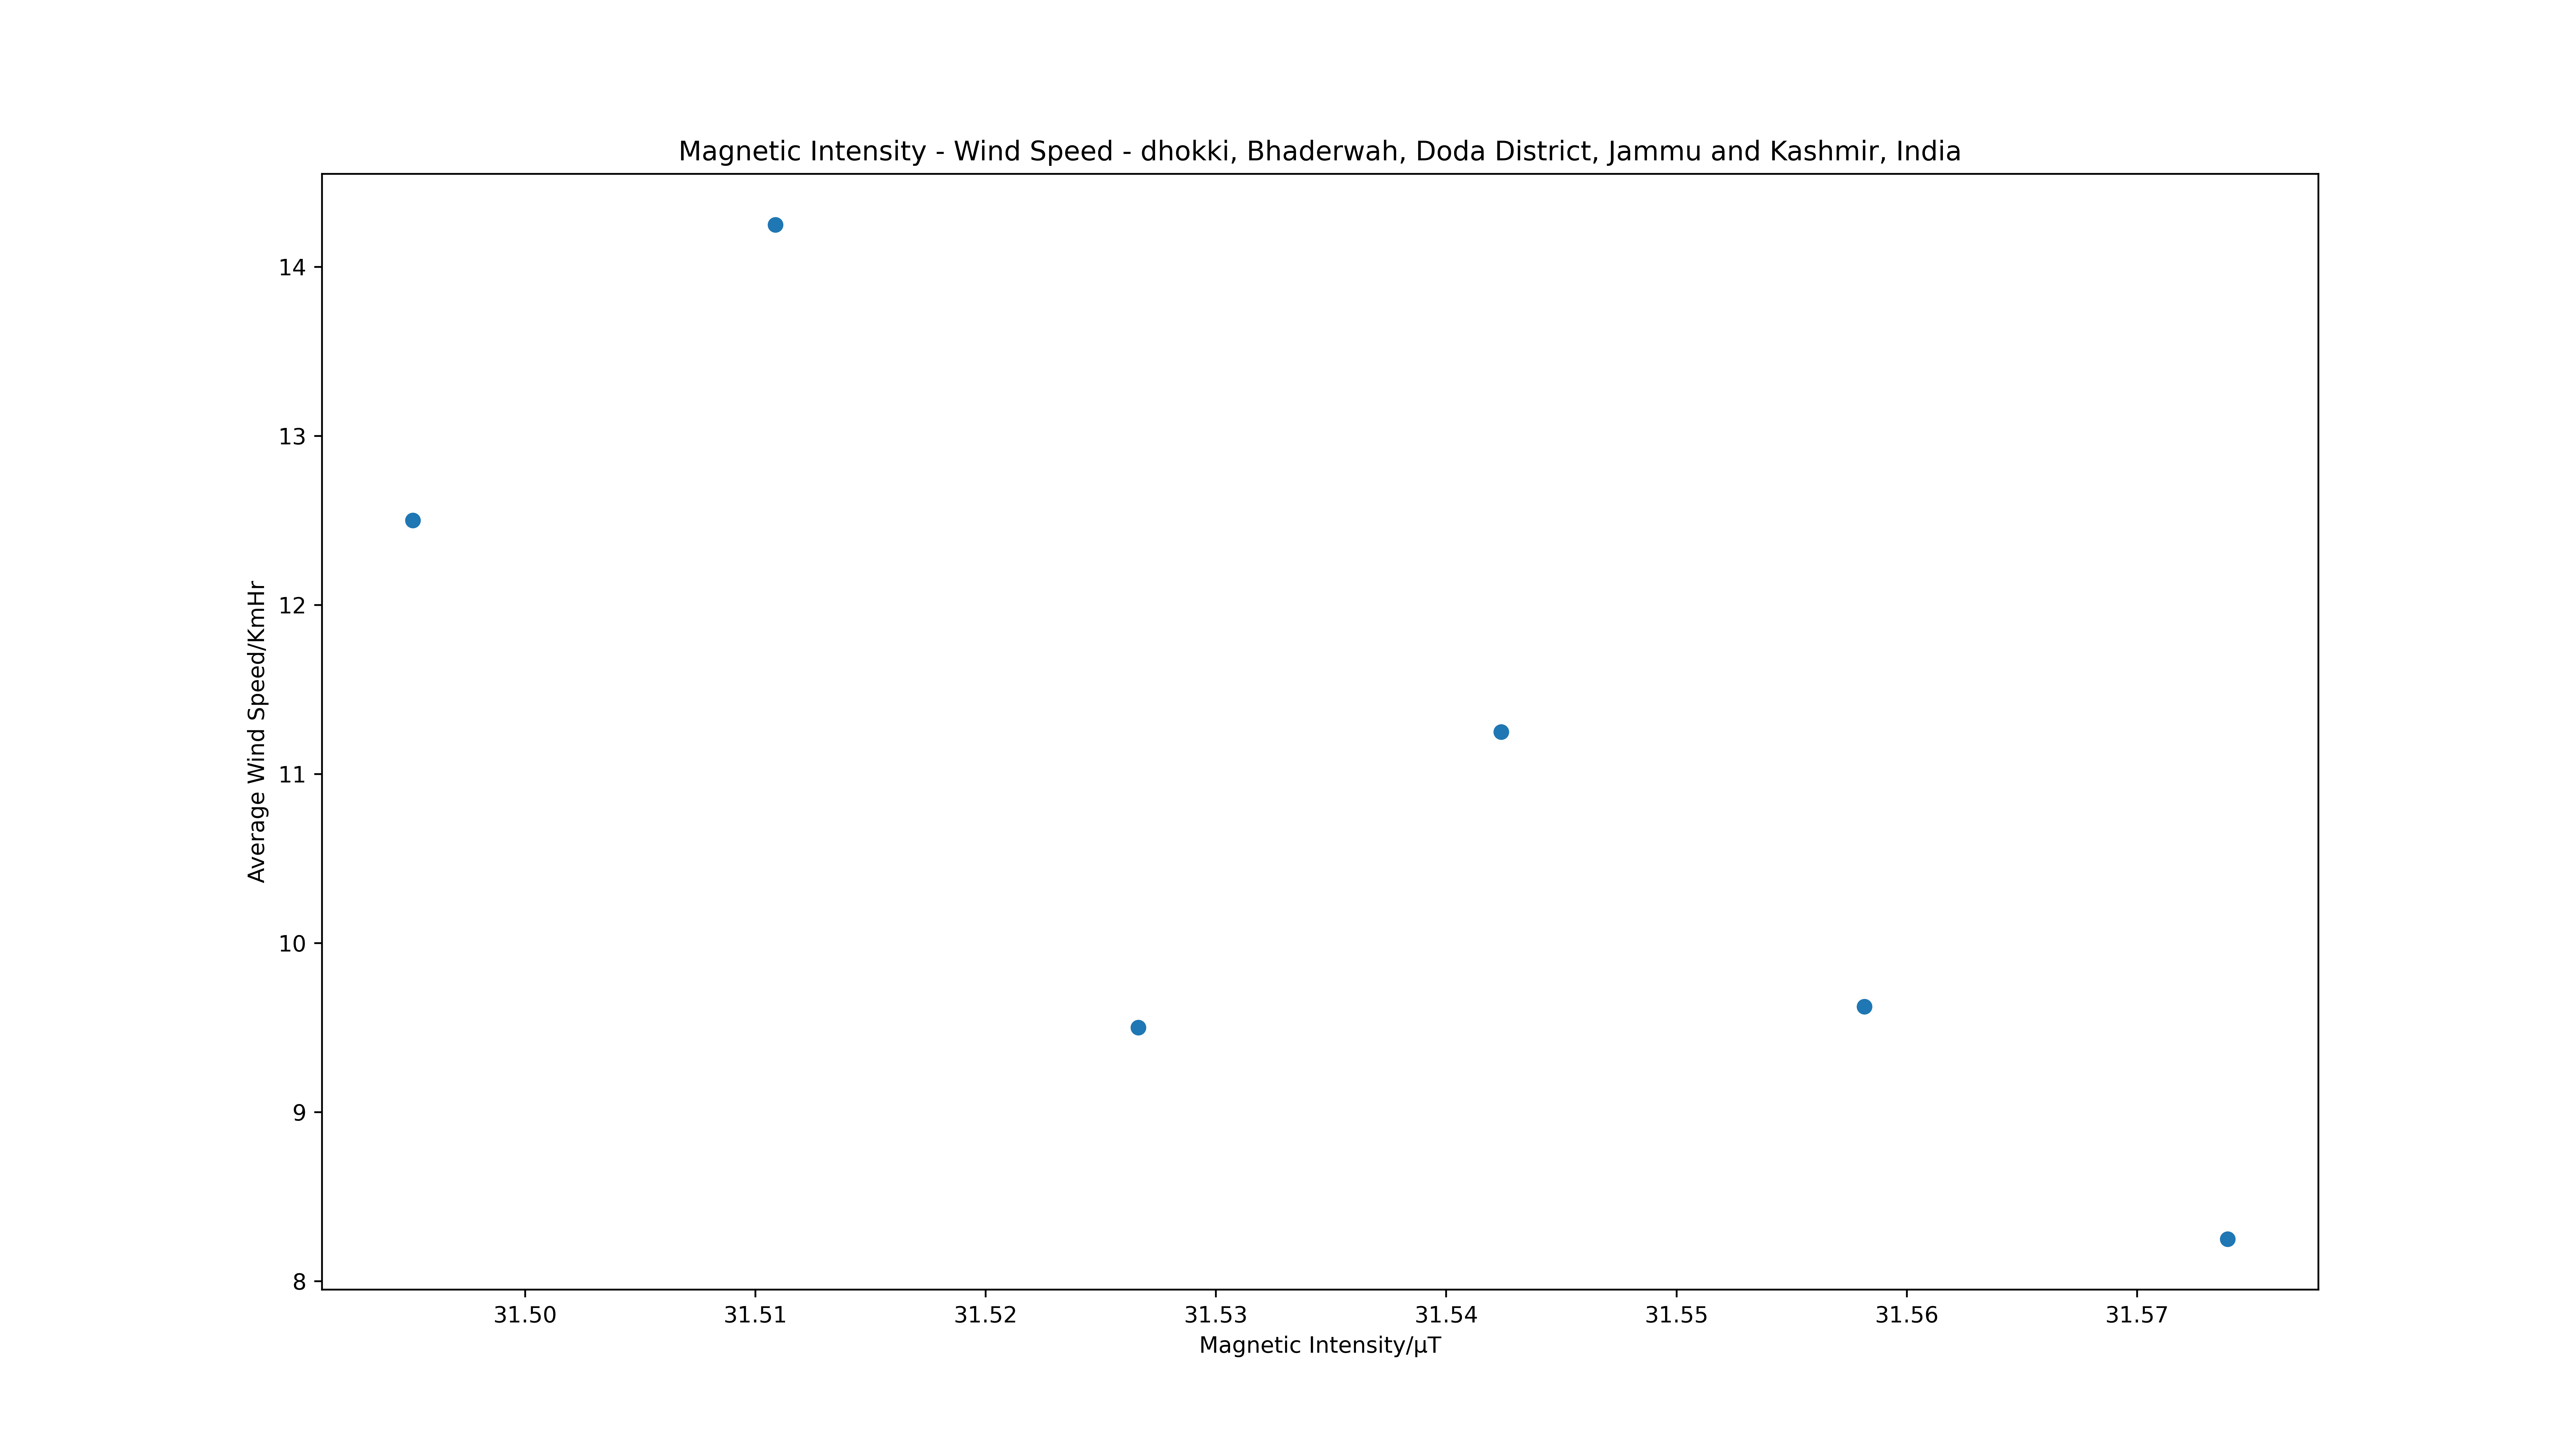 Magnetic Intensity - Wind Speed - dhokki, Bhaderwah, Doda District, Jammu and Kashmir, India
14
13
12
11
10
9
8
Average Wind Speed/KmHr
31.50 31.51 31.52 31.53 31.54 31.55 31.56 31.57
Magnetic Intensity/µT